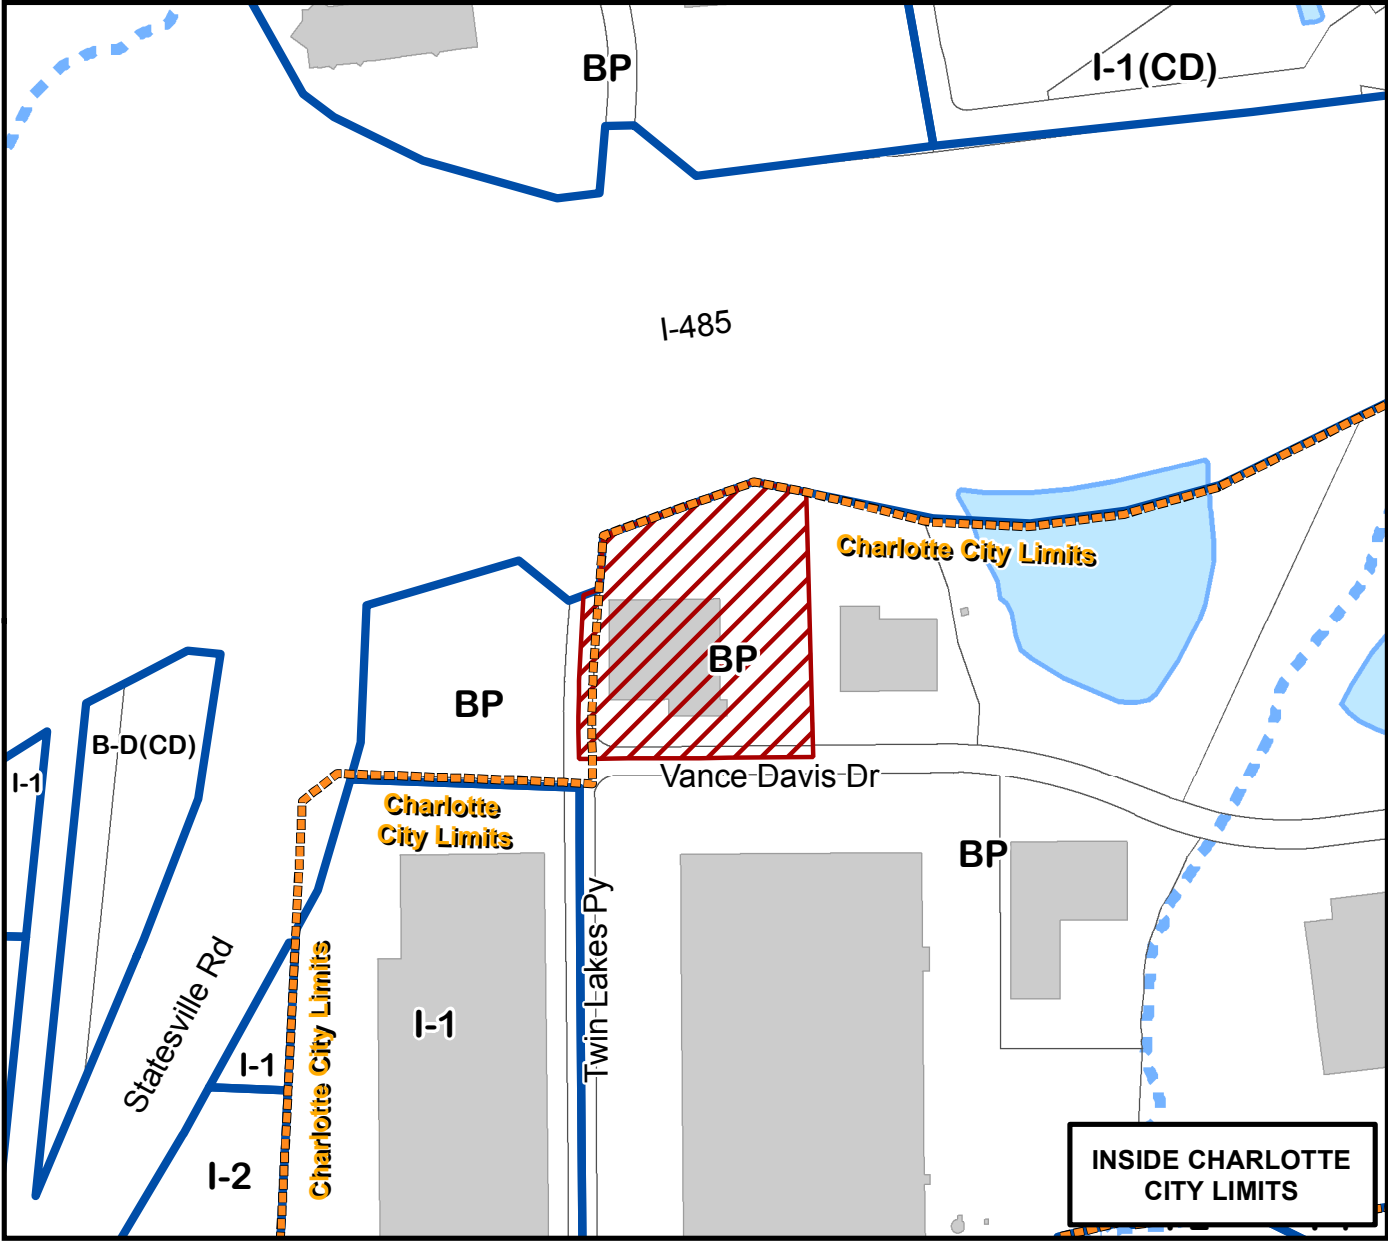 BP
I-1(CD)
I-485
Charlotte City Limits
BP
BP
B-D(CD)
I-1
Vance Davis Dr
Charlotte
City Limits
BP
Twin Lakes Py
Statesville Rd
Charlotte City Limits
I-1
I-1
I-2
INSIDE CHARLOTTE
CITY LIMITS